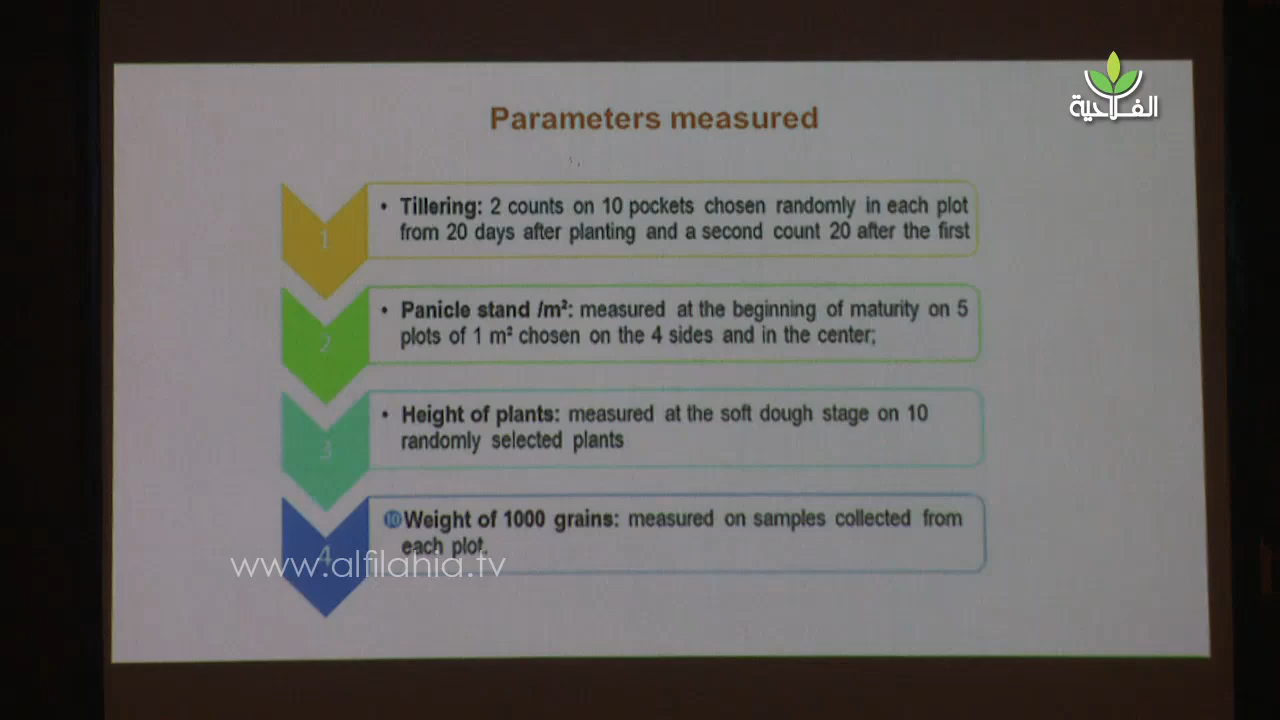 الفلاحية
Parameters measured
1
• Tillering: 2 counts on 10 pockets chosen randomly in each plot
from 20 days after planting and a second count 20 after the first
2
• Panicle stand /m²: measured at the beginning of maturity on 5
plots of 1 m² chosen on the 4 sides and in the center;
3
• Height of plants: measured at the soft dough stage on 10
randomly selected plants
4
10 Weight of 1000 grains: measured on samples collected from
each plot.
www.alfilahia.tv